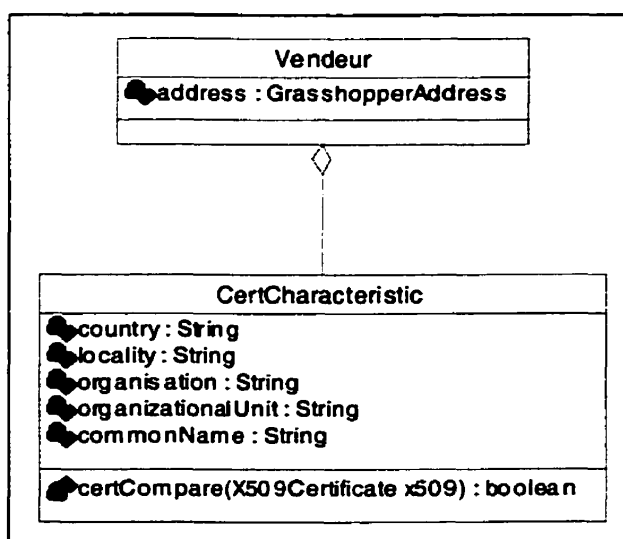 Vendeur
address : GrasshopperAddress
CertCharacteristic
country : String
locality : String
organisation : String
organizationalUnit : String
commonName : String
certCompare(X509Certificate x509) : boolean